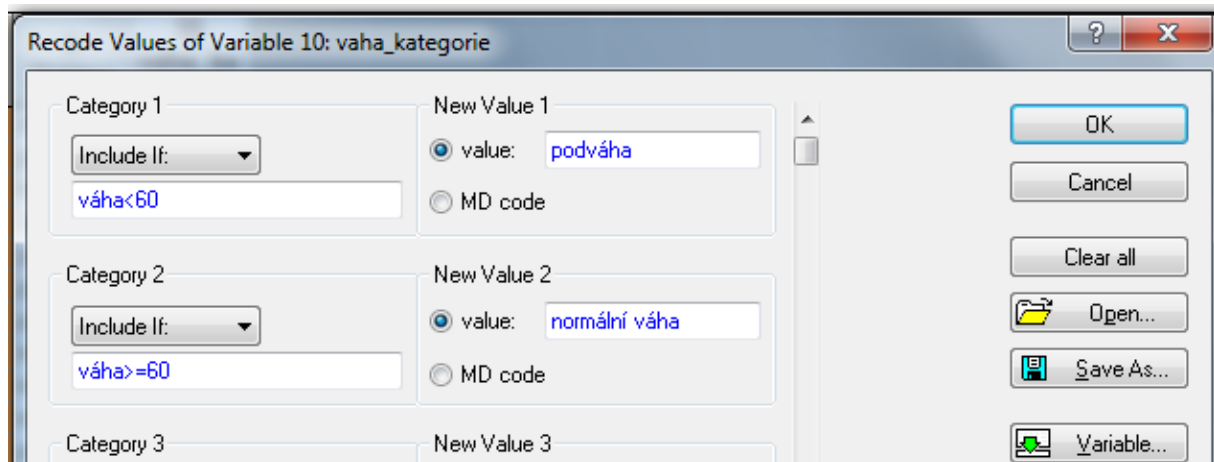 Recode Values of Variable 10: vaha_kategorie
?
Category 1
New Value 1
Include If:
value:
podváha
váha<60
MD code
Category 2
New Value 2
Include If:
value:
normální váha
váha>=60
MD code
Category 3
New Value 3
OK
Cancel
Clear all
Open...
Save As...
Variable...